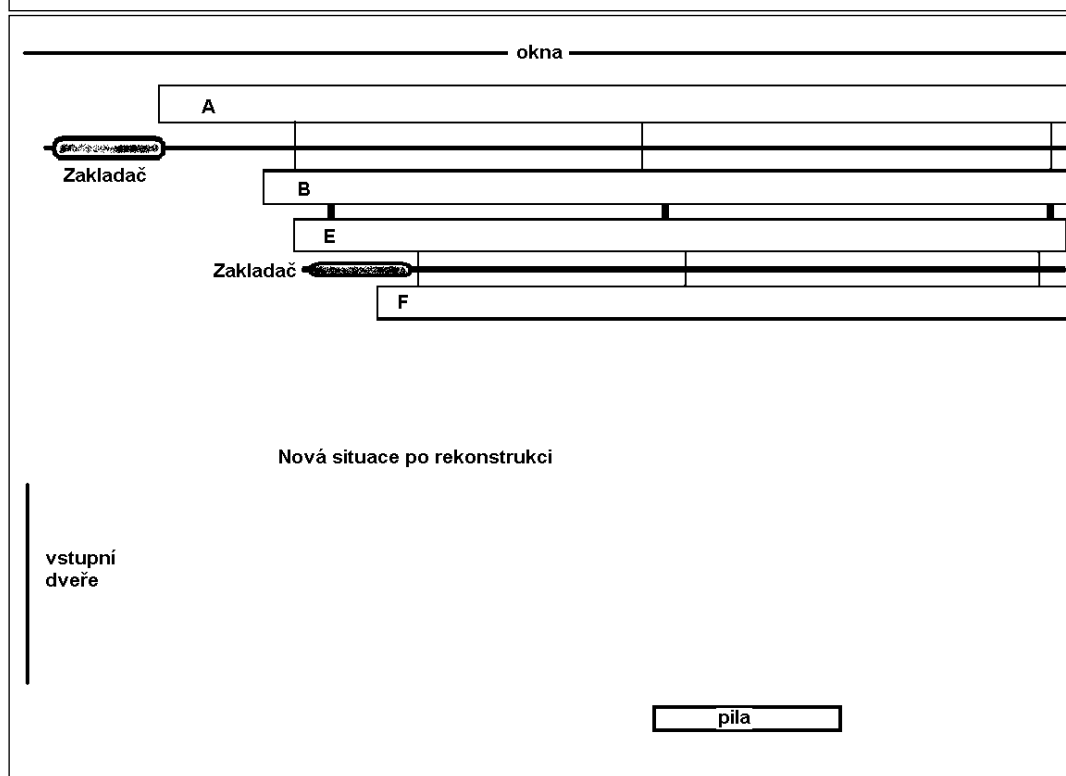 okna
A
Zakladač
B
E
Zakladač
F
Nová situace po rekonstrukci
vstupní
dveře
pila